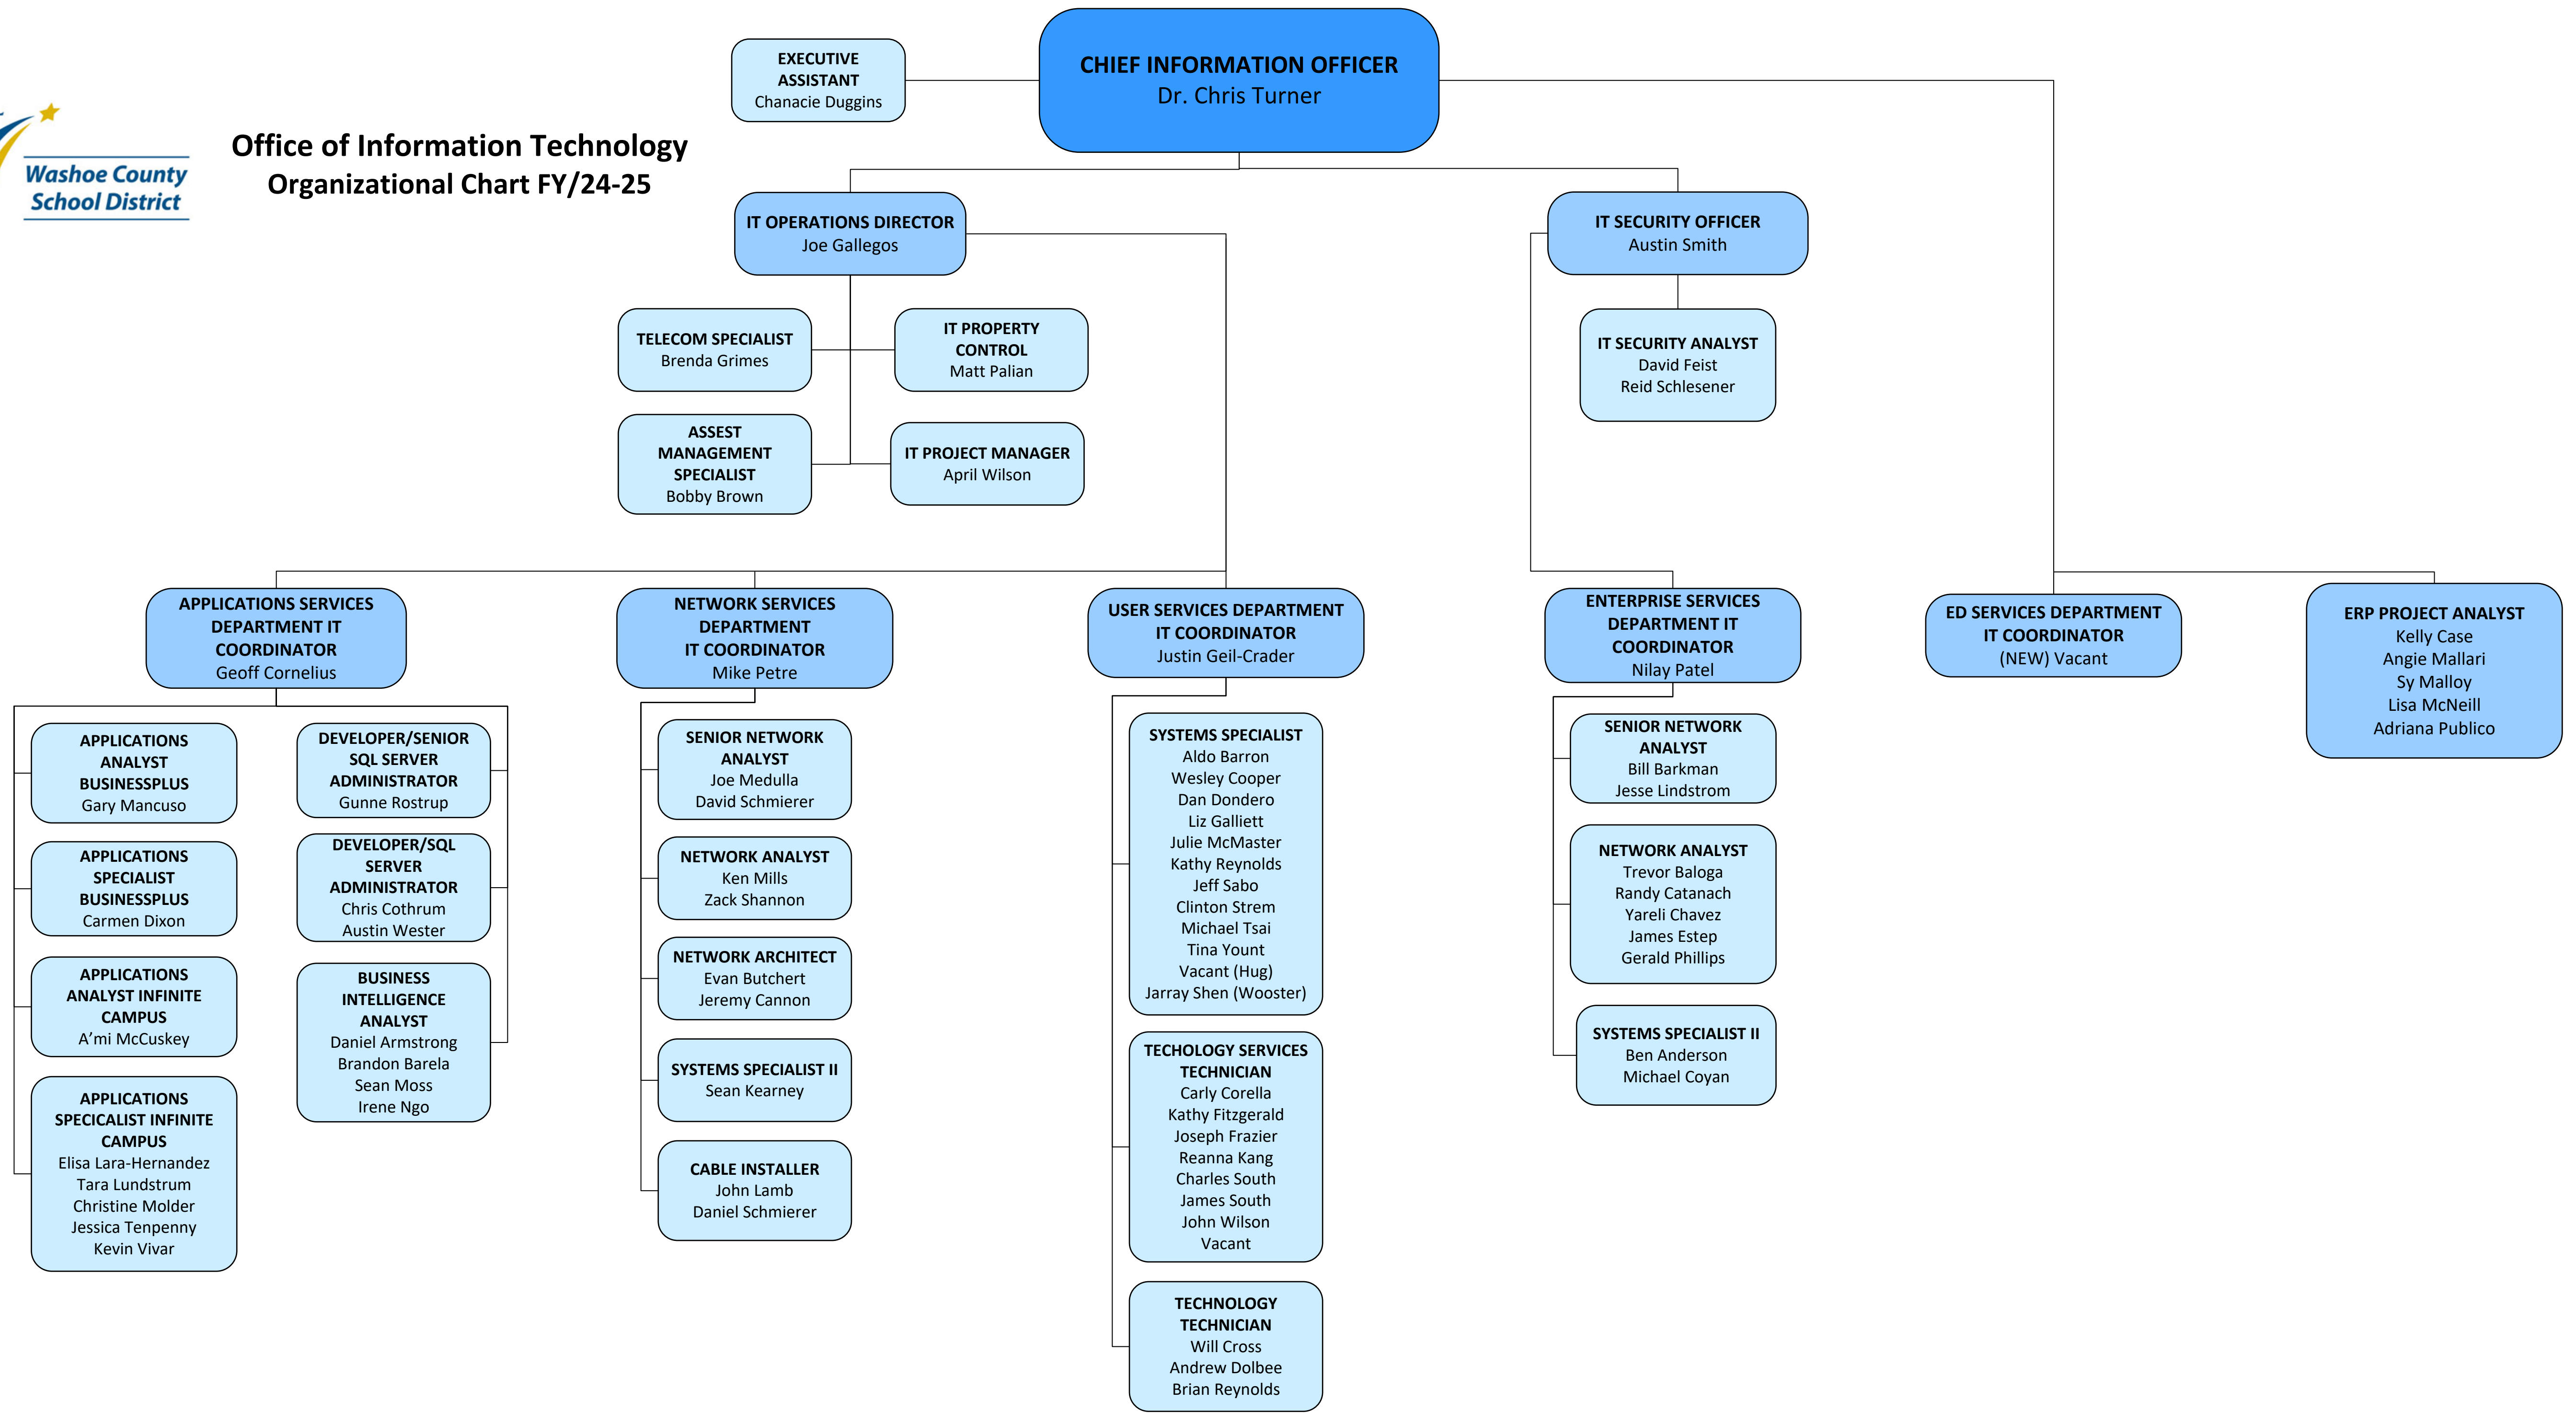 EXECUTIVE
ASSISTANT
Chanacie Duggins
CHIEF INFORMATION OFFICER
Dr. Chris Turner
Washoe County
School District
Office of Information Technology
Organizational Chart FY/24-25
IT OPERATIONS DIRECTOR
Joe Gallegos
IT SECURITY OFFICER
Austin Smith
TELECOM SPECIALIST
Brenda Grimes
IT PROPERTY
CONTROL
Matt Palian
IT SECURITY ANALYST
David Feist
Reid Schlesener
ASSEST
MANAGEMENT
SPECIALIST
Bobby Brown
IT PROJECT MANAGER
April Wilson
APPLICATIONS SERVICES
DEPARTMENT IT
COORDINATOR
Geoff Cornelius
NETWORK SERVICES
DEPARTMENT
IT COORDINATOR
Mike Petre
USER SERVICES DEPARTMENT
IT COORDINATOR
Justin Geil-Crader
ENTERPRISE SERVICES
DEPARTMENT IT
COORDINATOR
Nilay Patel
ED SERVICES DEPARTMENT
IT COORDINATOR
(NEW) Vacant
ERP PROJECT ANALYST
Kelly Case
Angie Mallari
Sy Malloy
Lisa McNeill
Adriana Publico
APPLICATIONS
ANALYST
BUSINESSPLUS
Gary Mancuso
APPLICATIONS
SPECIALIST
BUSINESSPLUS
Carmen Dixon
APPLICATIONS
ANALYST INFINITE
CAMPUS
A’mi McCuskey
APPLICATIONS
SPECICALIST INFINITE
CAMPUS
Elisa Lara-Hernandez
Tara Lundstrum
Christine Molder
Jessica Tenpenny
Kevin Vivar
DEVELOPER/SENIOR
SQL SERVER
ADMINISTRATOR
Gunne Rostrup
DEVELOPER/SQL
SERVER
ADMINISTRATOR
Chris Cothrum
Austin Wester
BUSINESS
INTELLIGENCE
ANALYST
Daniel Armstrong
Brandon Barela
Sean Moss
Irene Ngo
SENIOR NETWORK
ANALYST
Joe Medulla
David Schmierer
NETWORK ANALYST
Ken Mills
Zack Shannon
NETWORK ARCHITECT
Evan Butchert
Jeremy Cannon
SYSTEMS SPECIALIST II
Sean Kearney
CABLE INSTALLER
John Lamb
Daniel Schmierer
SYSTEMS SPECIALIST
Aldo Barron
Wesley Cooper
Dan Dondero
Liz Galliett
Julie McMaster
Kathy Reynolds
Jeff Sabo
Clinton Strem
Michael Tsai
Tina Yount
Vacant (Hug)
Jarray Shen (Wooster)
TECHOLOGY SERVICES
TECHNICIAN
Carly Corella
Kathy Fitzgerald
Joseph Frazier
Reanna Kang
Charles South
James South
John Wilson
Vacant
TECHNOLOGY
TECHNICIAN
Will Cross
Andrew Dolbee
Brian Reynolds
SENIOR NETWORK
ANALYST
Bill Barkman
Jesse Lindstrom
NETWORK ANALYST
Trevor Baloga
Randy Catanach
Yareli Chavez
James Estep
Gerald Phillips
SYSTEMS SPECIALIST II
Ben Anderson
Michael Coyan